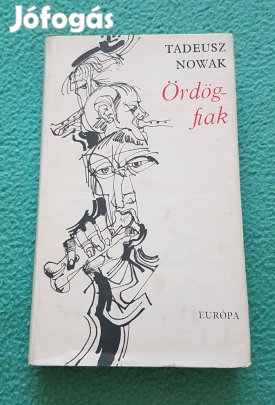 Jófogás
TADEUSZ
NOWAK
Ördög-
fiak
EURÓPA